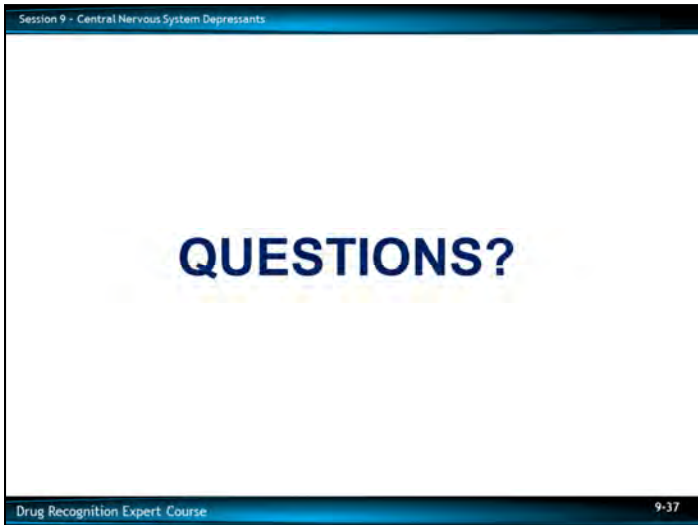 Session 9 - Central Nervous System Depressants
QUESTIONS?
Drug Recognition Expert Course
9-37